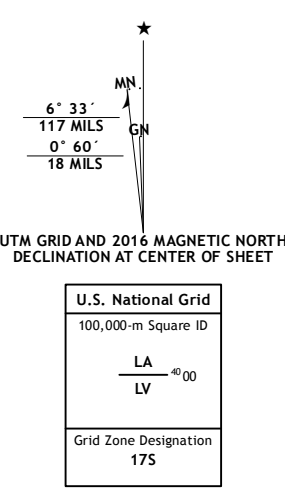 ★
MN
6° 33´
117 MILS
GN
0° 60´
18 MILS
UTM GRID AND 2016 MAGNETIC NORTH
DECLINATION AT CENTER OF SHEET
U.S. National Grid
100,000-m Square ID
LA
4000
LV
Grid Zone Designation
17S